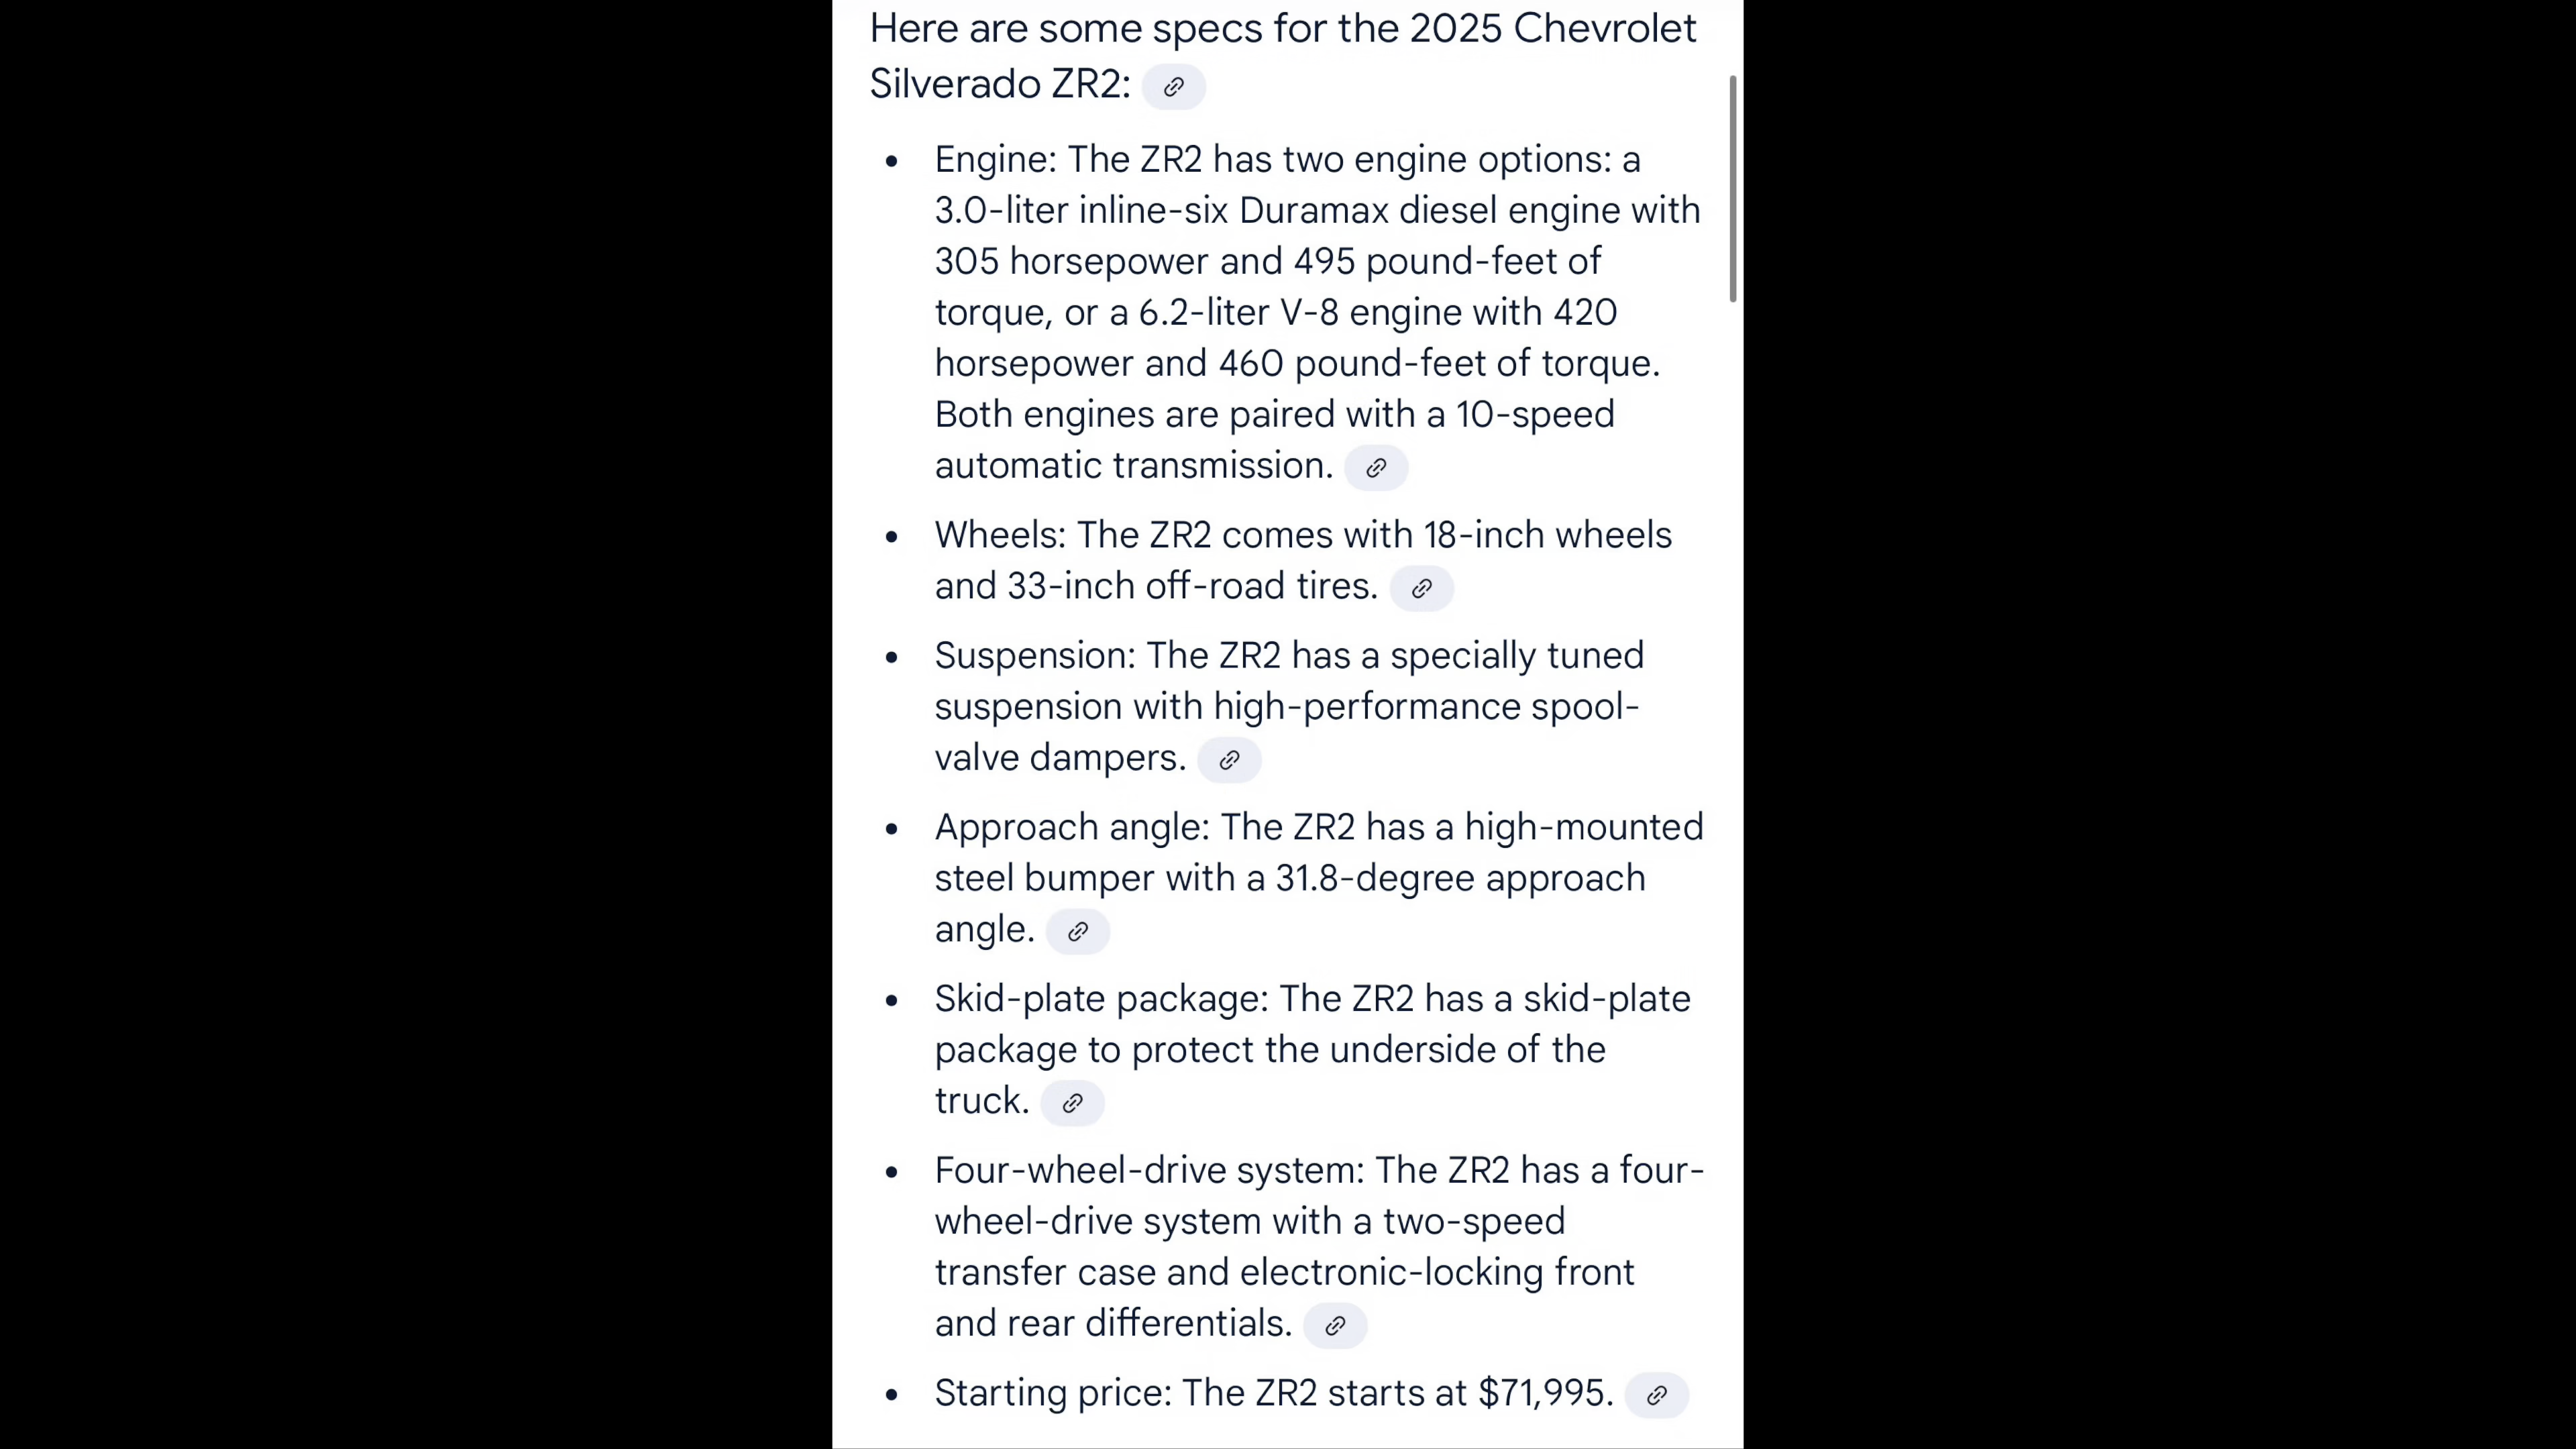 Here are some specs for the 2025 Chevrolet
Silverado ZR2:
• Engine: The ZR2 has two engine options: a
3.0-liter inline-six Duramax diesel engine with
305 horsepower and 495 pound-feet of
torque, or a 6.2-liter V-8 engine with 420
horsepower and 460 pound-feet of torque.
Both engines are paired with a 10-speed
automatic transmission.
• Wheels: The ZR2 comes with 18-inch wheels
and 33-inch off-road tires.
• Suspension: The ZR2 has a specially tuned
suspension with high-performance spool-
valve dampers.
• Approach angle: The ZR2 has a high-mounted
steel bumper with a 31.8-degree approach
angle.
• Skid-plate package: The ZR2 has a skid-plate
package to protect the underside of the
truck.
• Four-wheel-drive system: The ZR2 has a four-
wheel-drive system with a two-speed
transfer case and electronic-locking front
and rear differentials.
• Starting price: The ZR2 starts at $71,995.